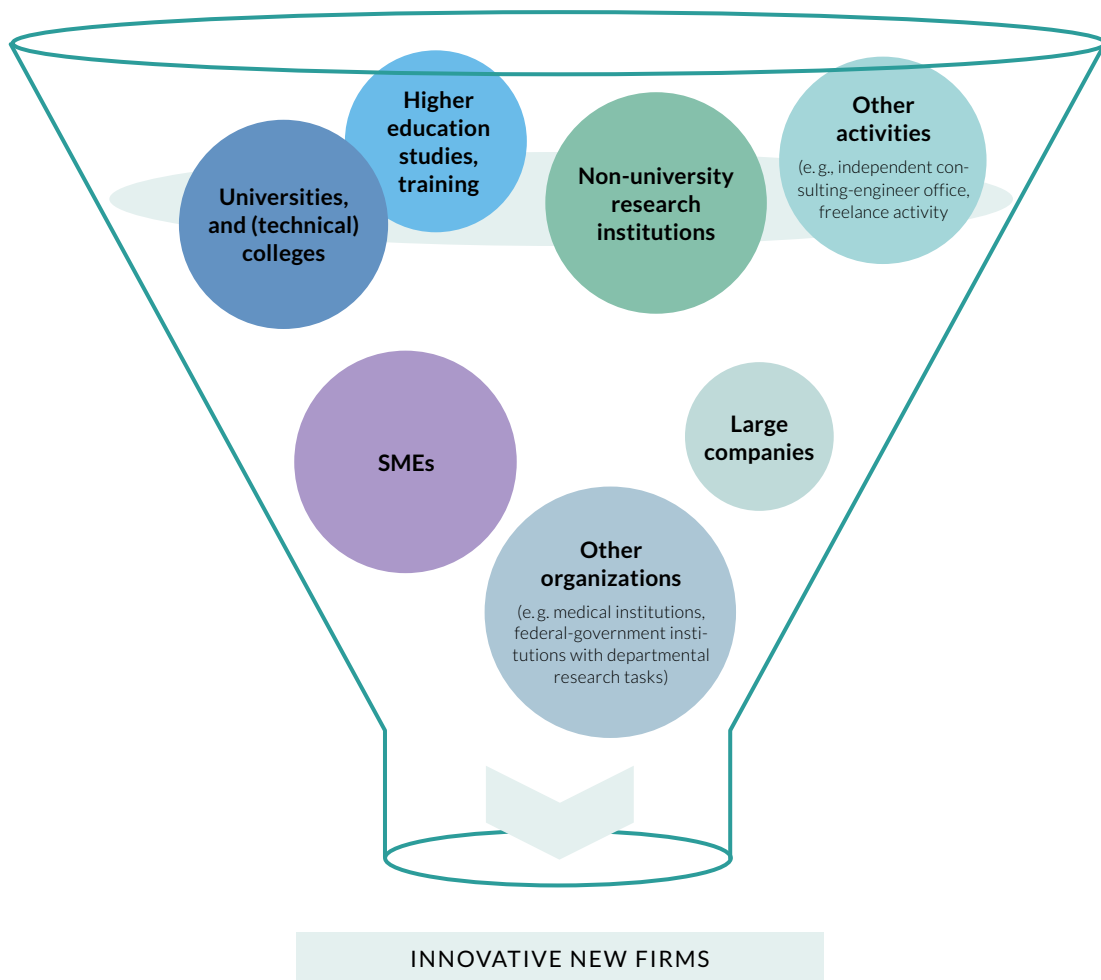 Higher
education
studies,
training
Universities,
and (technical)
colleges
Non-university
research
institutions
Other
activities
(e. g., independent con-
sulting-engineer office,
freelance activity
SMEs
Large
companies
Other
organizations
(e. g. medical institutions,
federal-government insti-
tutions with departmental
research tasks)
INNOVATIVE NEW FIRMS